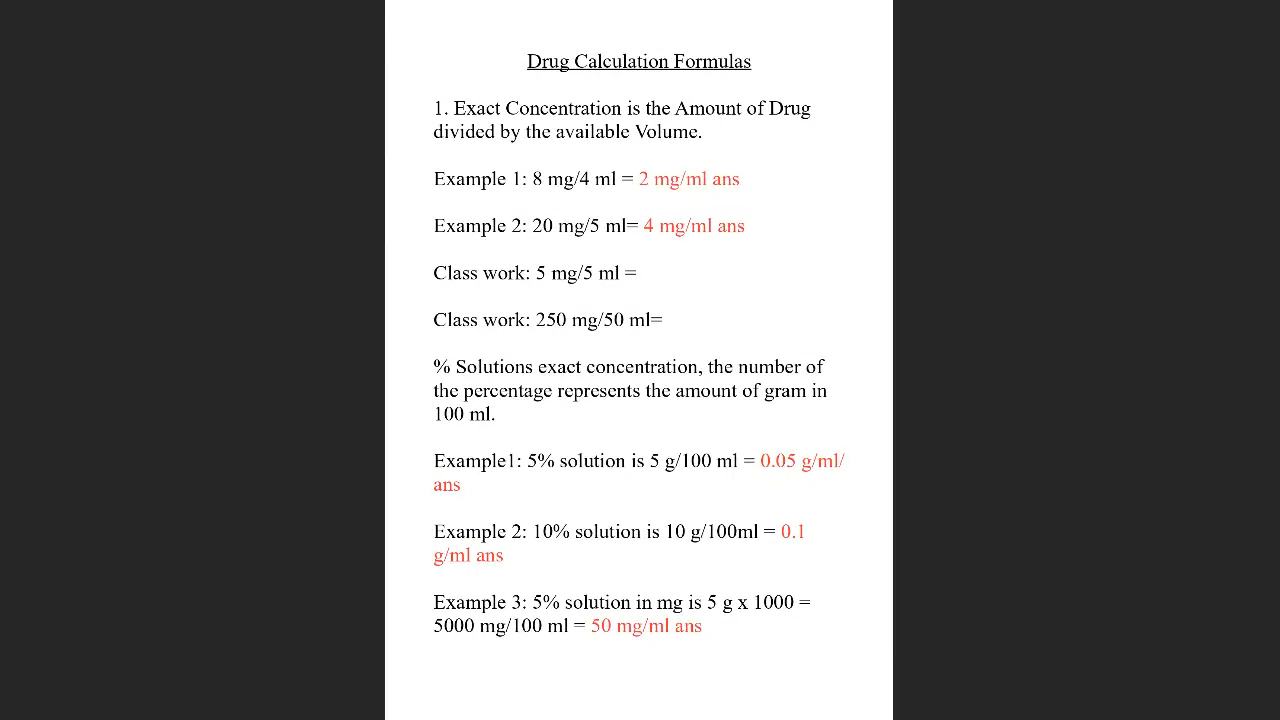 Drug Calculation Formulas
1. Exact Concentration is the Amount of Drug
divided by the available Volume.
Example 1: 8 mg/4 ml = 2 mg/ml ans
Example 2: 20 mg/5 ml= 4 mg/ml ans
Class work: 5 mg/5 ml =
Class work: 250 mg/50 ml=
% Solutions exact concentration, the number of
the percentage represents the amount of gram in
100 ml.
Example1: 5% solution is 5 g/100 ml = 0.05 g/ml/
ans
Example 2: 10% solution is 10 g/100ml = 0.1
g/ml ans
Example 3: 5% solution in mg is 5 g x 1000 =
5000 mg/100 ml = 50 mg/ml ans